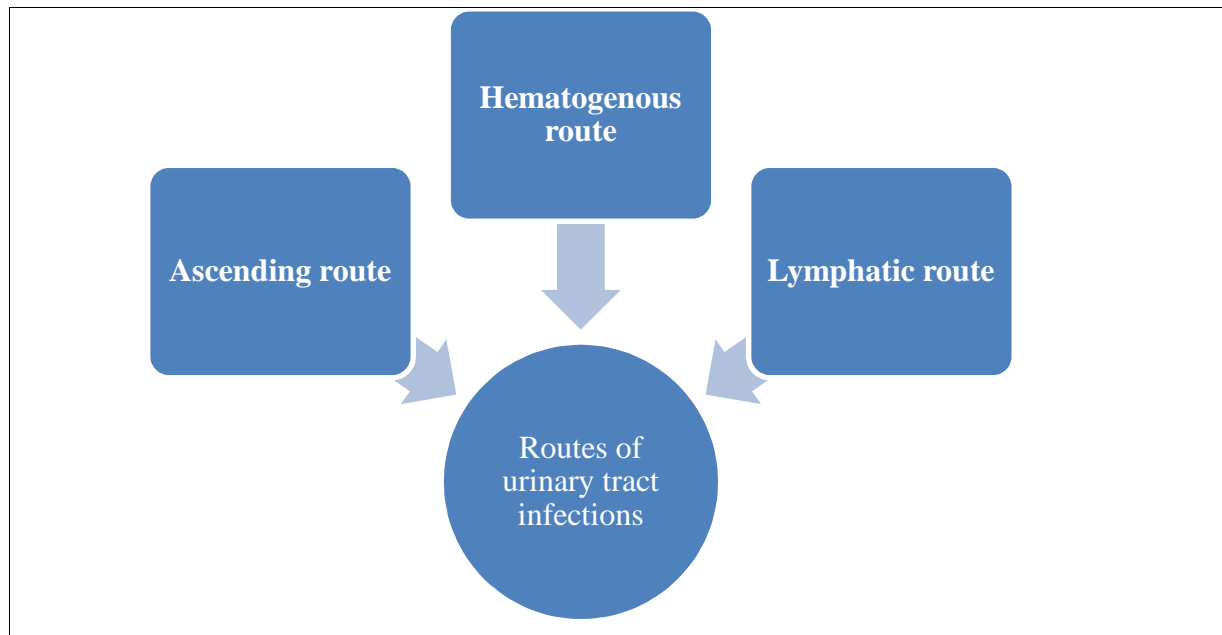 Hematogenous
route
Ascending route
Lymphatic route
Routes of
urinary tract
infections